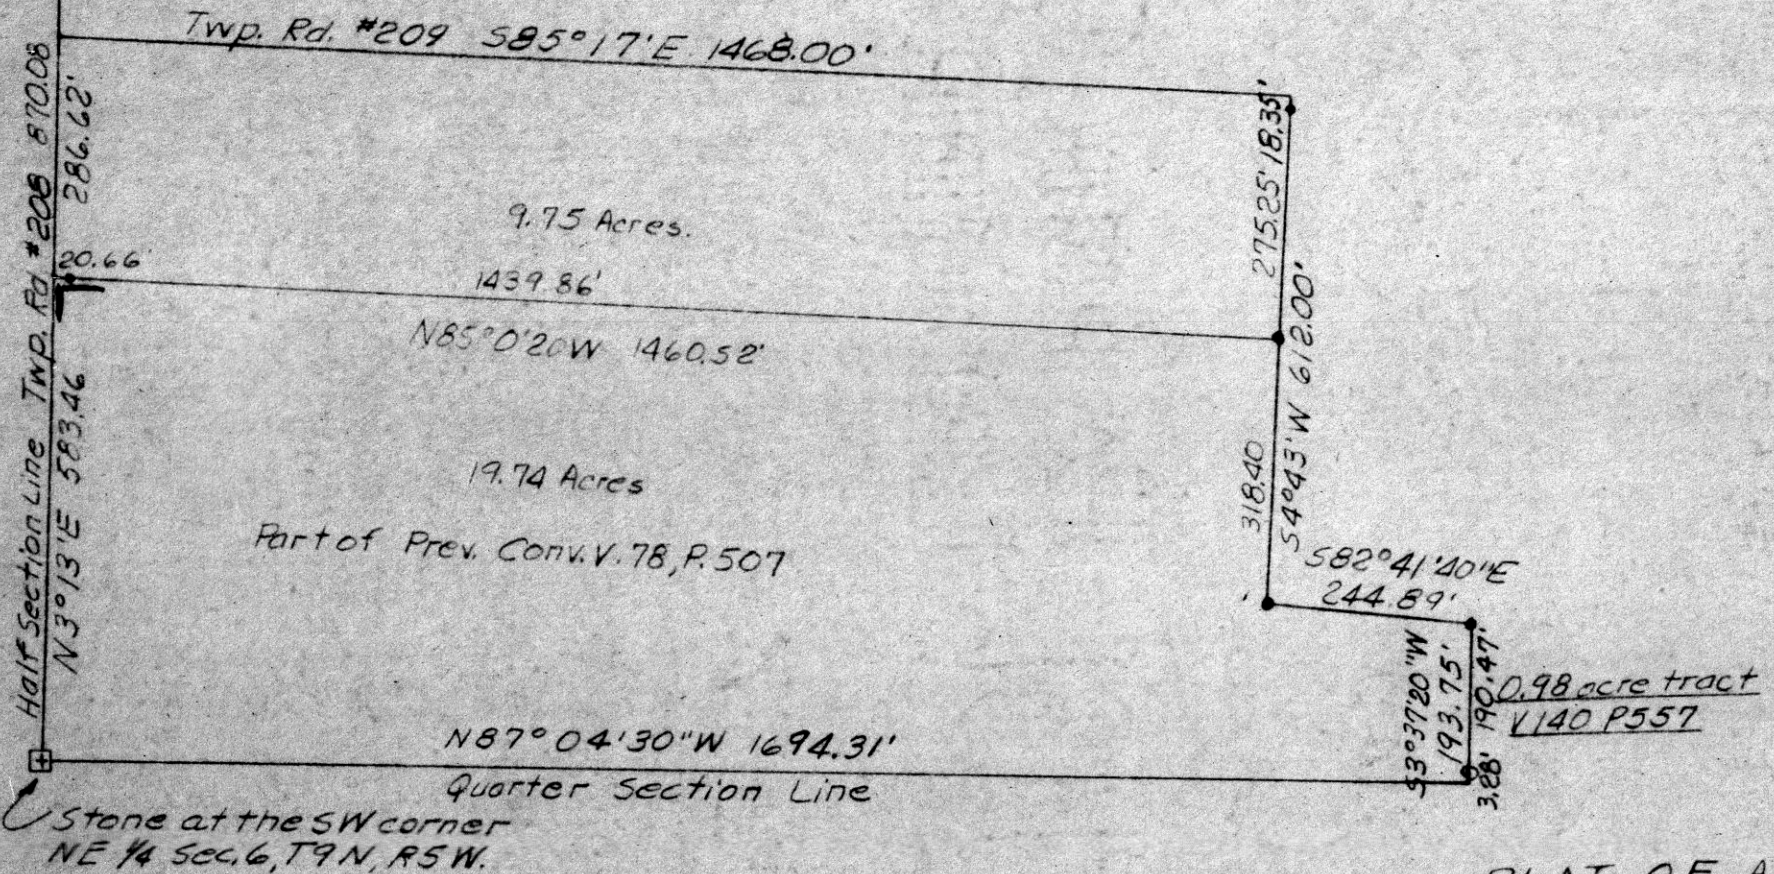 Twp. Rd. #209 S85°17'E 1468.00'
Half Section Line Twp. Rd #208 870.08
286.62'
275.25' 18.35'
9.75 Acres.
20.66'
1439.86'
N85°0'20W 1460.52'
N3°13'E 583.46
318.40
S4°43'W 612.00'
19.74 Acres
Part of Prev. Conv. V. 78, P. 507
S82°41'40"E
244.89'
S3°37'20"W
193.75'
3.28' 190.47'
0.98 acre tract
V140 P557
N87°04'30"W 1694.31'
Quarter Section Line
Stone at the SW corner
NE 1/4 Sec. 6, T9N, R5W.
PLAT OF A